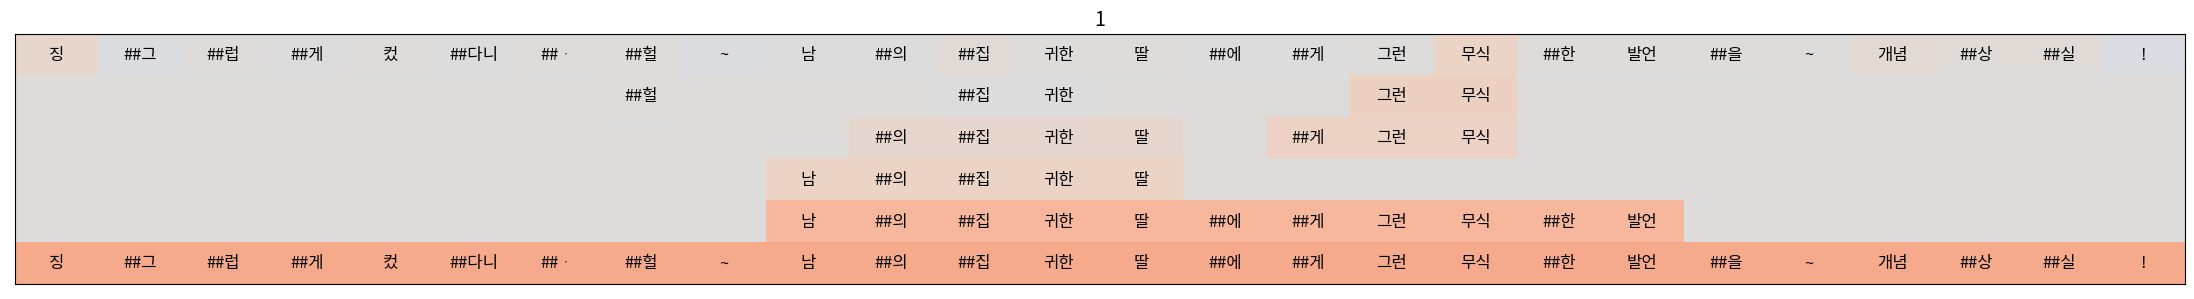 1
징 ##그 ##럽 ##게 컸 ##다니 ##ㆍ ##헐 ~ 남 ##의 ##집 귀한 딸 ##에 ##게 그런 무식 ##한 발언 ##을 ~ 개념 ##상 ##실 !
##헐 ##집 귀한 그런 무식
##의 ##집 귀한 딸 ##게 그런 무식
남 ##의 ##집 귀한 딸
남 ##의 ##집 귀한 딸 ##에 ##게 그런 무식 ##한 발언
징 ##그 ##럽 ##게 컸 ##다니 ##ㆍ ##헐 ~ 남 ##의 ##집 귀한 딸 ##에 ##게 그런 무식 ##한 발언 ##을 ~ 개념 ##상 ##실 !